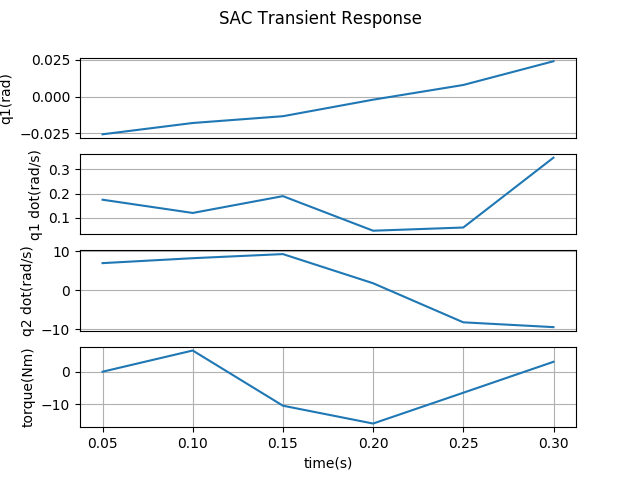 SAC Transient Response
q1(rad)
0.025
0.000
−0.025
q1 dot(rad/s)
0.3
0.2
0.1
q2 dot(rad/s)
10
0
−10
torque(Nm)
0
−10
0.05 0.10 0.15 0.20 0.25 0.30
time(s)